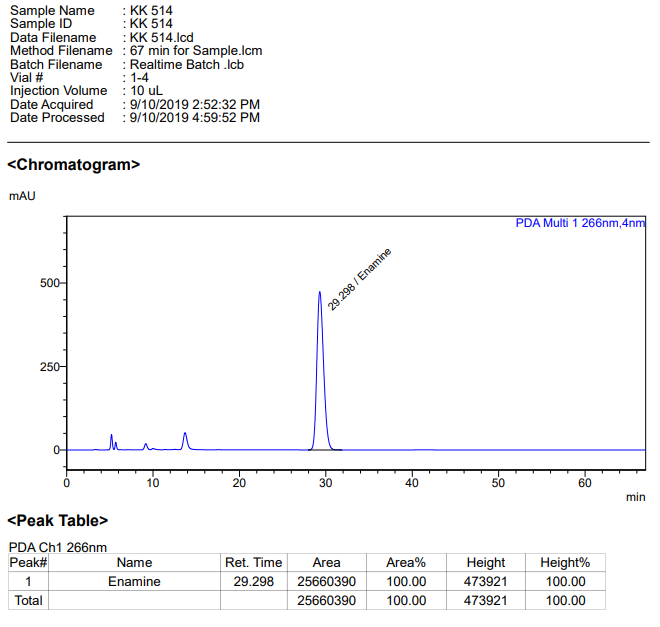 Sample Name : KK 514
Sample ID : KK 514
Data Filename : KK 514.lcd
Method Filename : 67 min for Sample.lcm
Batch Filename : Realtime Batch .lcb
Vial # : 1-4
Injection Volume : 10 uL
Date Acquired : 9/10/2019 2:52:32 PM
Date Processed : 9/10/2019 4:59:52 PM
<Chromatogram>
mAU
PDA Multi 1 266nm,4nm
29.298 / Enamine
500
250
0
0 10 20 30 40 50 60
min
<Peak Table>
PDA Ch1 266nm
Peak# Name Ret. Time Area Area% Height Height%
1 Enamine 29.298 25660390 100.00 473921 100.00
Total 25660390 100.00 473921 100.00